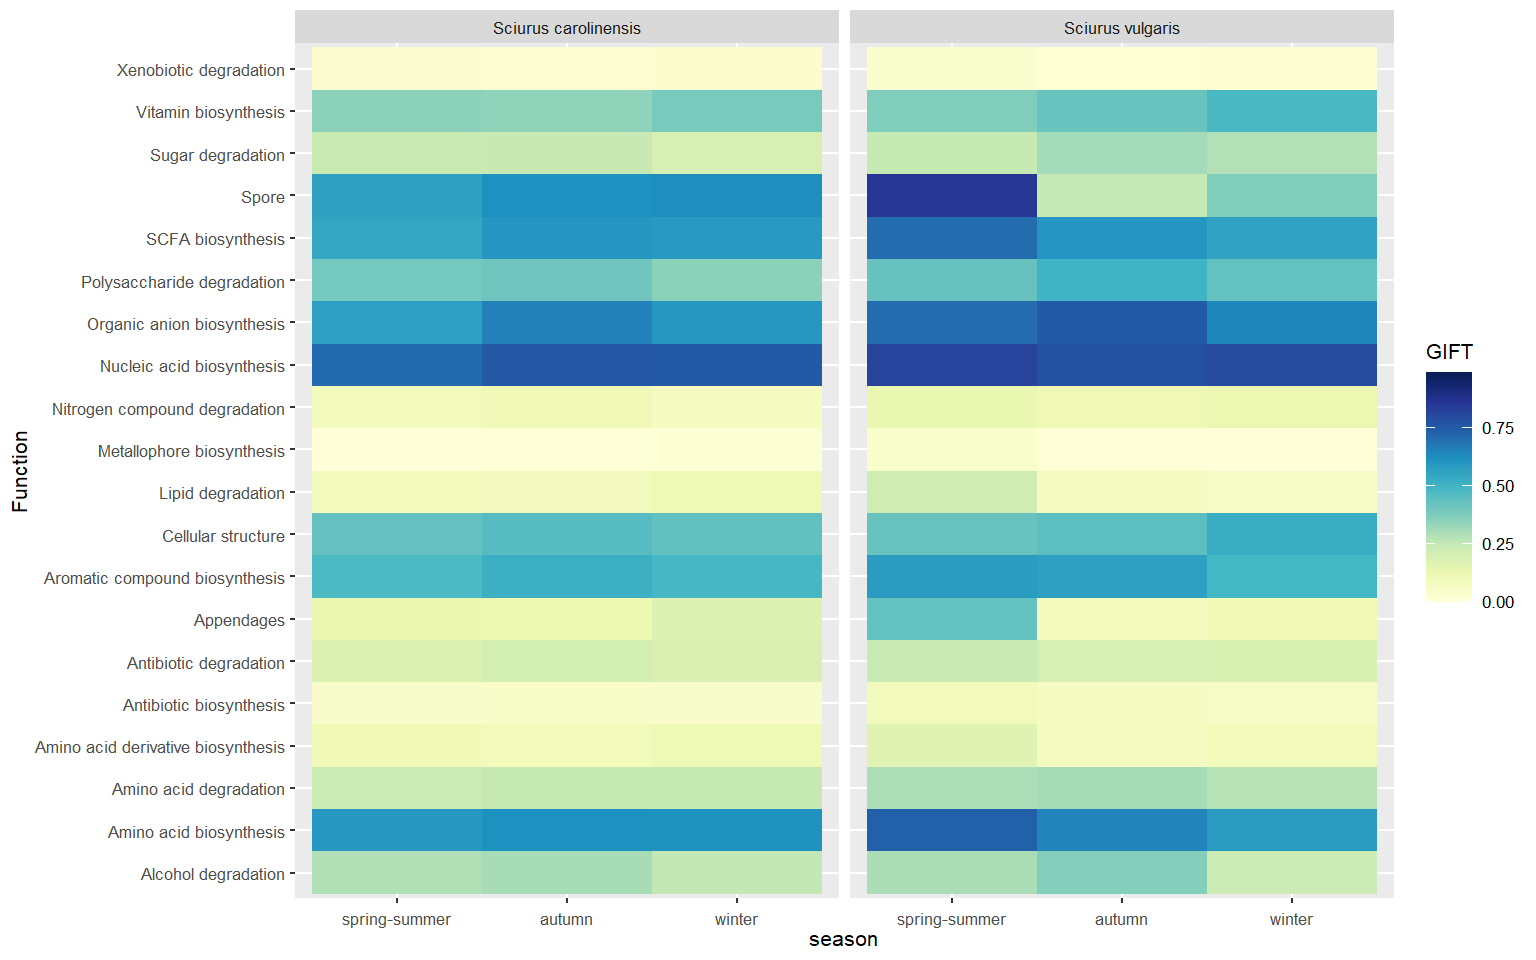 Sciurus carolinensis
Sciurus vulgaris
Function
Xenobiotic degradation
Vitamin biosynthesis
Sugar degradation
Spore
SCFA biosynthesis
Polysaccharide degradation
Organic anion biosynthesis
Nucleic acid biosynthesis
Nitrogen compound degradation
Metallophore biosynthesis
Lipid degradation
Cellular structure
Aromatic compound biosynthesis
Appendages
Antibiotic degradation
Antibiotic biosynthesis
Amino acid derivative biosynthesis
Amino acid degradation
Amino acid biosynthesis
Alcohol degradation
spring-summer
autumn
winter
spring-summer
autumn
winter
season
GIFT
0.75
0.50
0.25
0.00